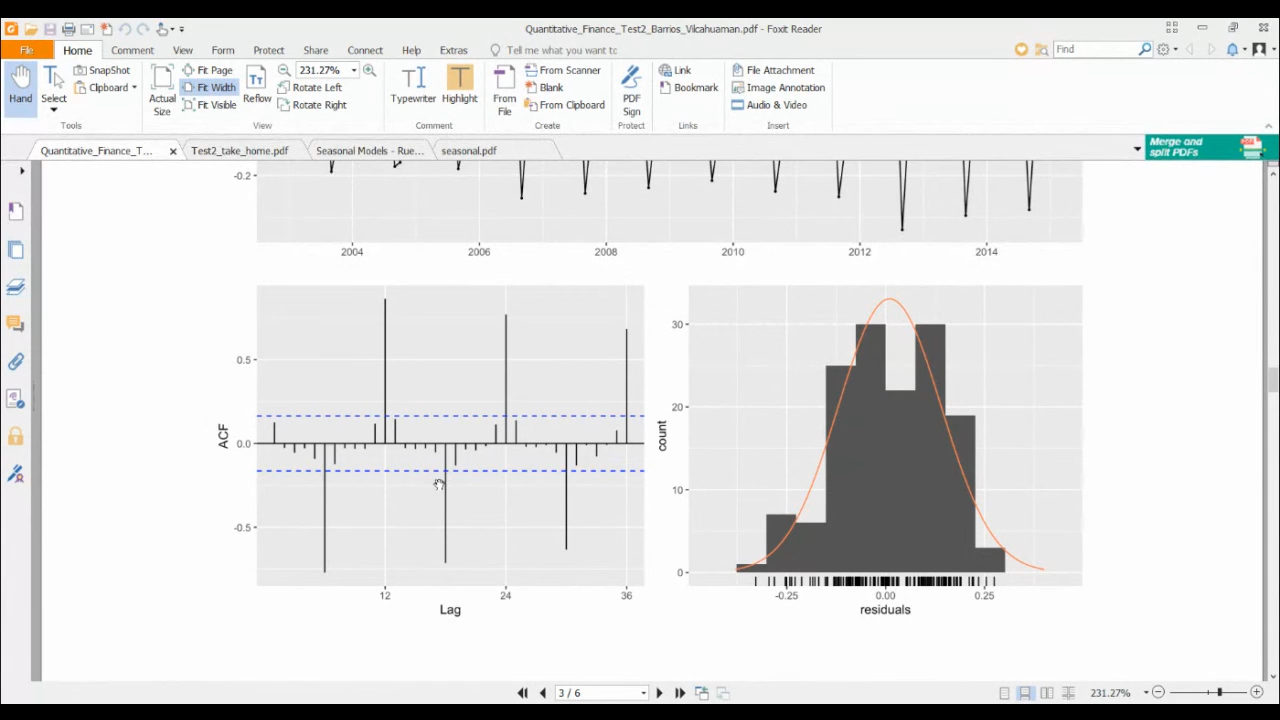 Quantitative_Finance_Test2_Barrios_Vilcahuaman.pdf - Foxit Reader
File Home Comment View Form Protect Share Connect Help Extras Tell me what you want to Find
Hand
Select
SnapShot
Clipboard
Tools
Actual Size
Fit Page
Fit Width
Fit Visible
Reflow
231.27%
Rotate Left
Rotate Right
View
Typewriter
Highlight
Comment
From File
From Scanner
Blank
From Clipboard
Create
PDF Sign
Protect
Link
Bookmark
Links
File Attachment
Image Annotation
Audio & Video
Insert
Quantitative_Finance_T... Test2_take_home.pdf Seasonal Models - Rue... seasonal.pdf
Merge and split PDFs
-0.2
2004 2006 2008 2010 2012 2014
ACF
0.5
0.0
-0.5
12 24 36
Lag
count
30
20
10
0
-0.25 0.00 0.25
residuals
3 / 6
231.27%